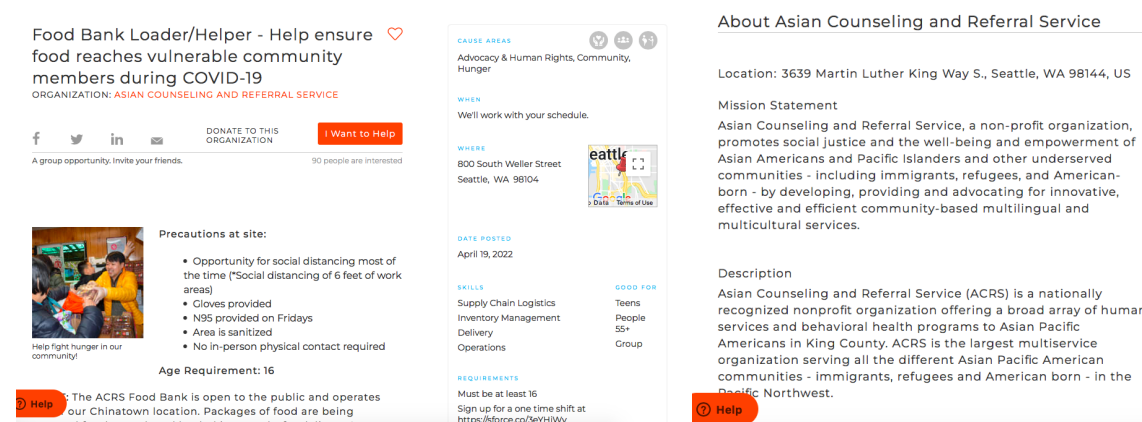 Food Bank Loader/Helper - Help ensure
food reaches vulnerable community
members during COVID-19
ORGANIZATION: ASIAN COUNSELING AND REFERRAL SERVICE
DONATE TO THIS
ORGANIZATION
I Want to Help
A group opportunity. Invite your friends.
90 people are interested
Help fight hunger in our
community!
Precautions at site:
• Opportunity for social distancing most of
the time (*Social distancing of 6 feet of work
areas)
• Gloves provided
• N95 provided on Fridays
• Area is sanitized
• No in-person physical contact required
Age Requirement: 16
The ACRS Food Bank is open to the public and operates
our Chinatown location. Packages of food are being
Help
CAUSE AREAS
Advocacy & Human Rights, Community,
Hunger
WHEN
We'll work with your schedule.
WHERE
800 South Weller Street
Seattle, WA 98104
eattle
Google
Data Terms of Use
DATE POSTED
April 19, 2022
SKILLS
Supply Chain Logistics
Inventory Management
Delivery
Operations
GOOD FOR
Teens
People
55+
Group
REQUIREMENTS
Must be at least 16
Sign up for a one time shift at
About Asian Counseling and Referral Service
Location: 3639 Martin Luther King Way S., Seattle, WA 98144, US
Mission Statement
Asian Counseling and Referral Service, a non-profit organization,
promotes social justice and the well-being and empowerment of
Asian Americans and Pacific Islanders and other underserved
communities - including immigrants, refugees, and American-
born - by developing, providing and advocating for innovative,
effective and efficient community-based multilingual and
multicultural services.
Description
Asian Counseling and Referral Service (ACRS) is a nationally
recognized nonprofit organization offering a broad array of human
services and behavioral health programs to Asian Pacific
Americans in King County. ACRS is the largest multiservice
organization serving all the different Asian Pacific American
communities - immigrants, refugees and American born - in the
Northwest.
Help